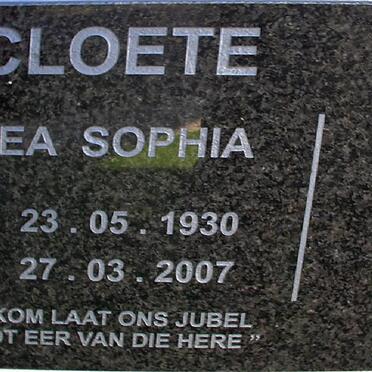 CLOETE
EA SOPHIA
23 . 05 . 1930
27 . 03 . 2007
KOM LAAT ONS JUBEL
OT EER VAN DIE HERE "